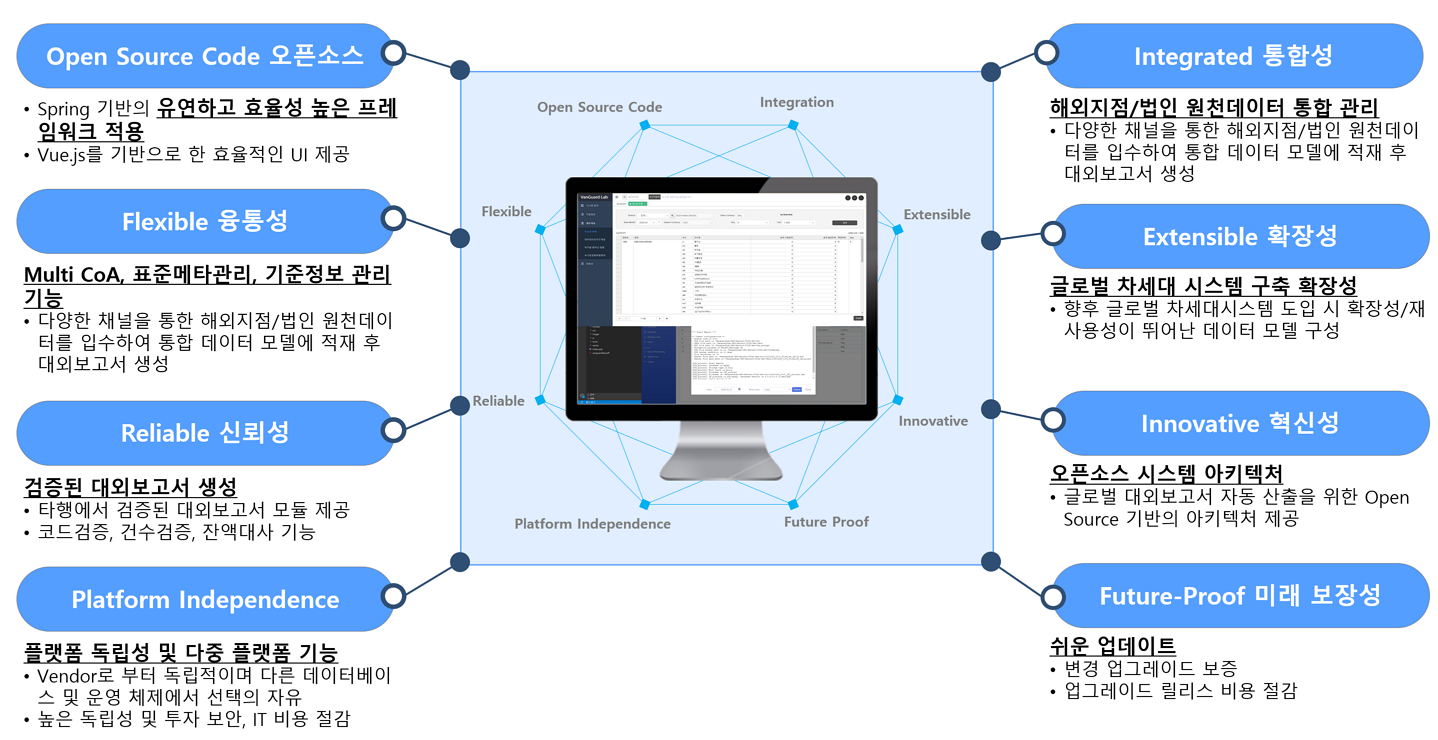 Open Source Code 오픈소스
• Spring 기반의 유연하고 효율성 높은 프레
임워크 적용
• Vue.js를 기반으로 한 효율적인 UI 제공
Flexible 융통성
Multi CoA, 표준메타관리, 기준정보 관리
기능
• 다양한 채널을 통한 해외지점/법인 원천데이
터를 입수하여 통합 데이터 모델에 적재 후
대외보고서 생성
Reliable 신뢰성
검증된 대외보고서 생성
• 타행에서 검증된 대외보고서 모듈 제공
• 코드검증, 건수검증, 잔액대사 기능
Platform Independence
플랫폼 독립성 및 다중 플랫폼 기능
• Vendor로 부터 독립적이며 다른 데이터베이
스 및 운영 체제에서 선택의 자유
• 높은 독립성 및 투자 보안, IT 비용 절감
Open Source Code
Integration
Flexible
Extensible
VanGuard Lab
Reliable
Innovative
Platform Independence
Future Proof
Integrated 통합성
해외지점/법인 원천데이터 통합 관리
• 다양한 채널을 통한 해외지점/법인 원천데이
터를 입수하여 통합 데이터 모델에 적재 후
대외보고서 생성
Extensible 확장성
글로벌 차세대 시스템 구축 확장성
• 향후 글로벌 차세대시스템 도입 시 확장성/재
사용성이 뛰어난 데이터 모델 구성
Innovative 혁신성
오픈소스 시스템 아키텍처
• 글로벌 대외보고서 자동 산출을 위한 Open
Source 기반의 아키텍처 제공
Future-Proof 미래 보장성
쉬운 업데이트
• 변경 업그레이드 보증
• 업그레이드 릴리스 비용 절감